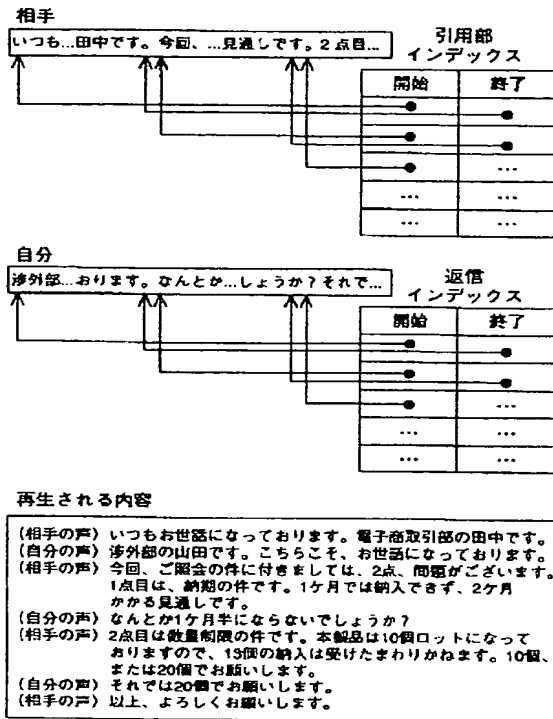 相手
いつも…田中です。今回、…見通しです。2点目…
引用部
インデックス
開始 終了
…
… …
… …
自分
渉外部…おります。なんとか…しょうか?それで…
返信
インデックス
開始 終了
…
… …
… …
再生される内容
(相手の声) いつもお世話になっております。電子商取引部の田中です。
(自分の声) 渉外部の山田です。こちらこそ、お世話になっております。
(相手の声) 今回、ご照会の件に付きましては、2点、問題がございます。
1点目は、納期の件です。1ケ月では納入できず、2ケ月
かかる見通しです。
(自分の声) なんとか1ケ月半にならないでしょうか?
(相手の声) 2点目は数量制限の件です。本製品は10個ロットになって
おりますので、13個の納入は受けたまわりかねます。10個、
または20個でお願いします。
(自分の声) それでは20個でお願いします。
(相手の声) 以上、よろしくお願いします。